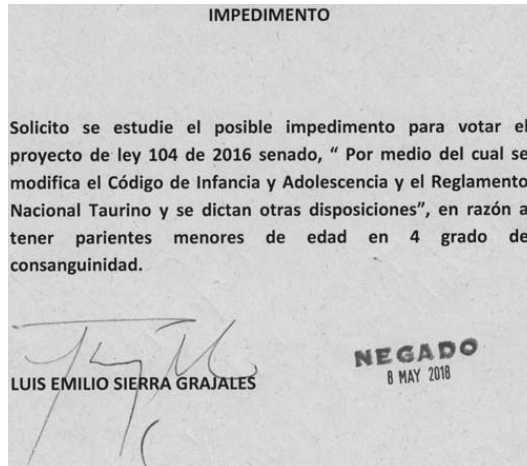 IMPEDIMENTO
Solicito se estudie el posible impedimento para votar el
proyecto de ley 104 de 2016 senado, “ Por medio del cual se
modifica el Código de Infancia y Adolescencia y el Reglamento
Nacional Taurino y se dictan otras disposiciones”, en razón a
tener parientes menores de edad en 4 grado de
consanguinidad.
LUIS EMILIO SIERRA GRAJALES
NEGADO
8 MAY 2018